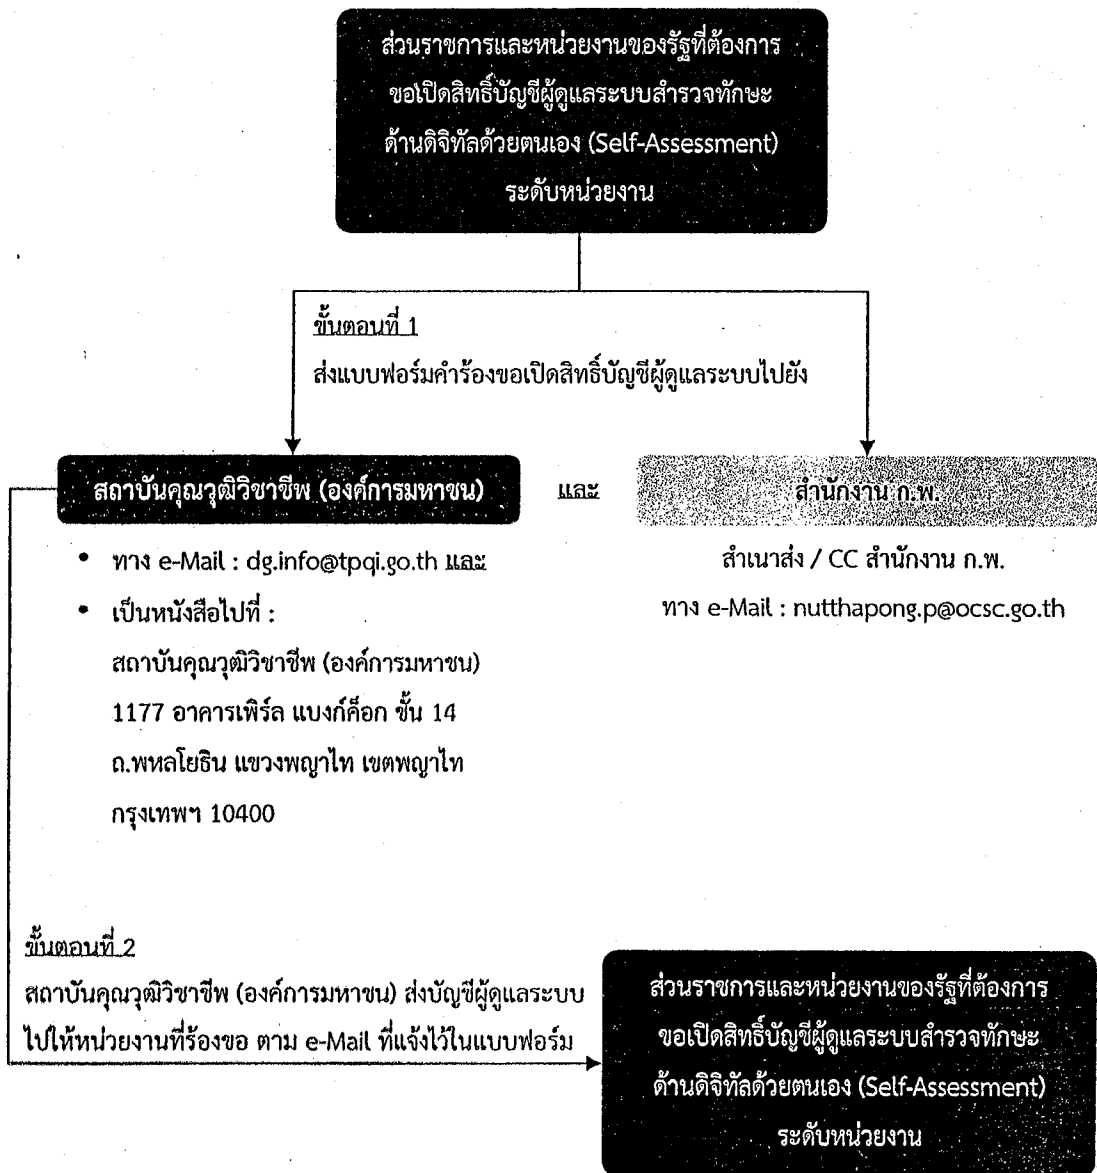 ส่วนราชการและหน่วยงานของรัฐที่ต้องการ
ขอเปิดสิทธิ์บัญชีผู้ดูแลระบบสำรวจทักษะ
ด้านดิจิทัลด้วยตนเอง (Self-Assessment)
ระดับหน่วยงาน
ขั้นตอนที่ 1
ส่งแบบฟอร์มคำร้องขอเปิดสิทธิ์บัญชีผู้ดูแลระบบไปยัง
สถาบันคุณวุฒิวิชาชีพ (องค์การมหาชน)
และ
สำนักงาน ก.พ.
• ทาง e-Mail : dg.info@tpqi.go.th และ
• เป็นหนังสือไปที่ :
สถาบันคุณวุฒิวิชาชีพ (องค์การมหาชน)
1177 อาคารเพิร์ล แบงก์ค็อก ชั้น 14
ถ.พหลโยธิน แขวงพญาไท เขตพญาไท
กรุงเทพฯ 10400
สำเนาส่ง / CC สำนักงาน ก.พ.
ทาง e-Mail : nutthapong.p@ocsc.go.th
ขั้นตอนที่ 2
สถาบันคุณวุฒิวิชาชีพ (องค์การมหาชน) ส่งบัญชีผู้ดูแลระบบ
ไปให้หน่วยงานที่ร้องขอ ตาม e-Mail ที่แจ้งไว้ในแบบฟอร์ม
ส่วนราชการและหน่วยงานของรัฐที่ต้องการ
ขอเปิดสิทธิ์บัญชีผู้ดูแลระบบสำรวจทักษะ
ด้านดิจิทัลด้วยตนเอง (Self-Assessment)
ระดับหน่วยงาน